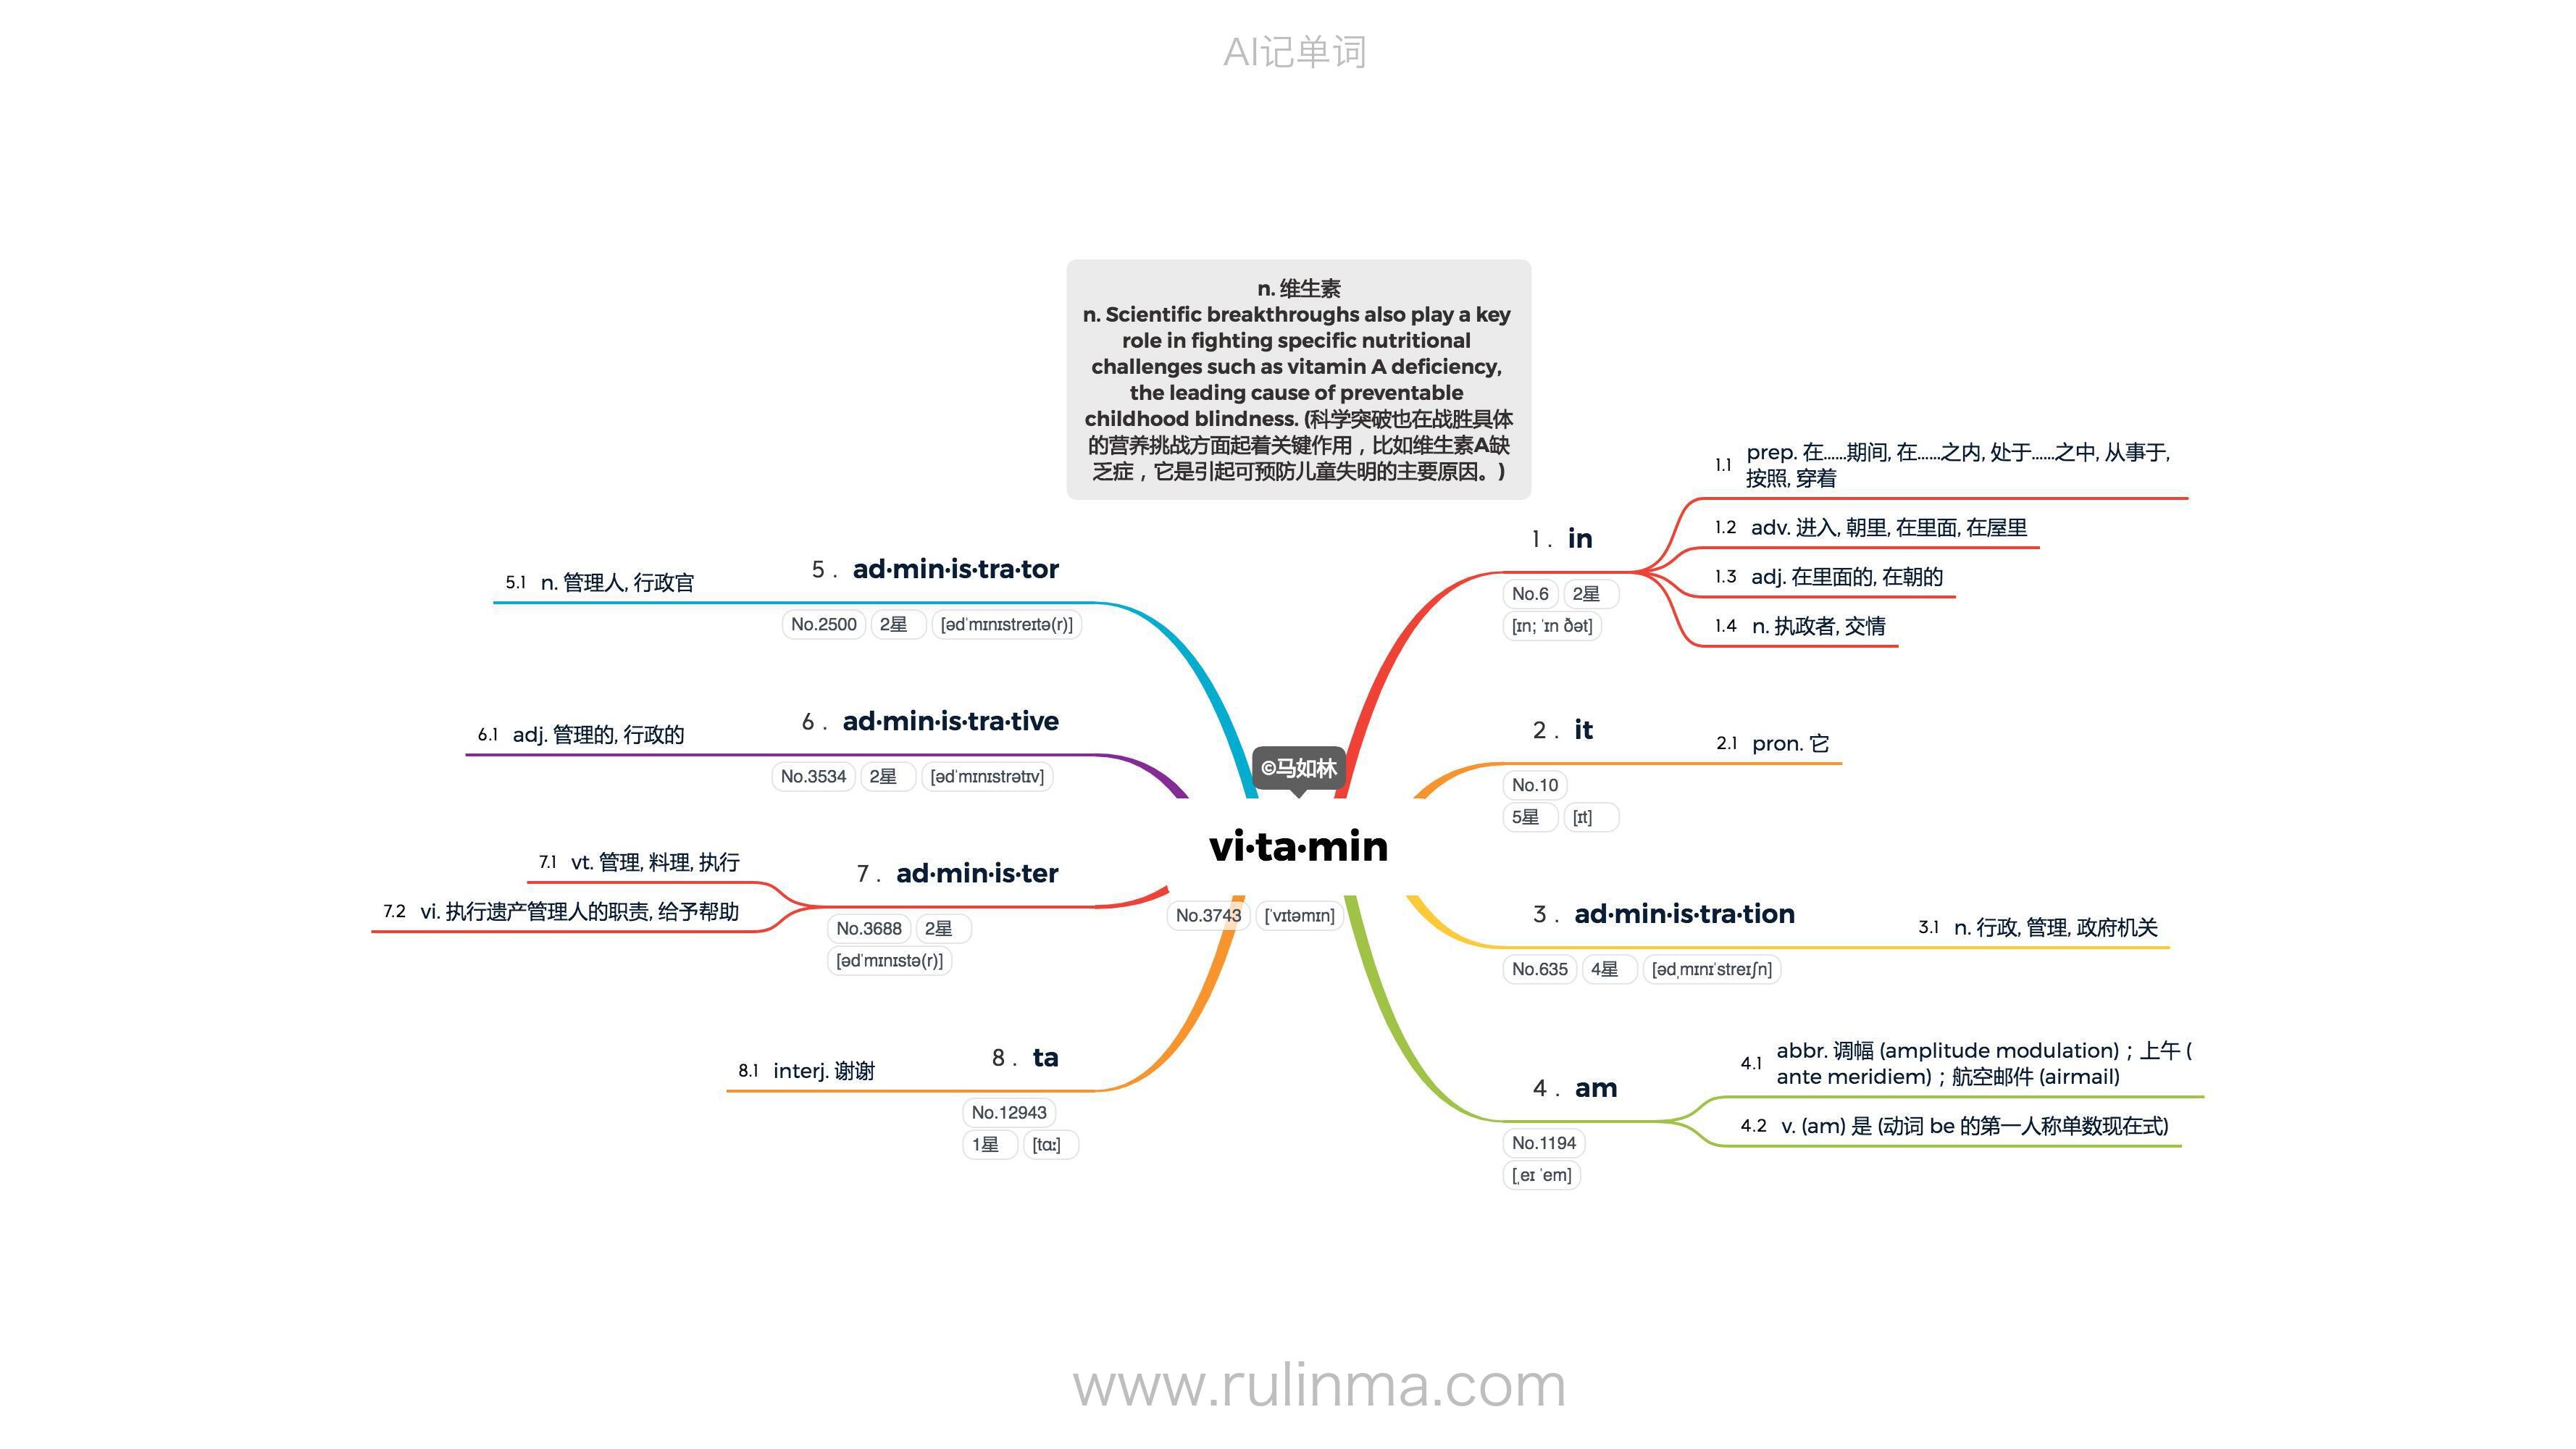 AI记单词
n. 维生素
n. Scientific breakthroughs also play a key
role in fighting specific nutritional
challenges such as vitamin A deficiency,
the leading cause of preventable
childhood blindness. (科学突破也在战胜具体
的营养挑战方面起着关键作用，比如维生素A缺
乏症，它是引起可预防儿童失明的主要原因。)
©马如林
vi·ta·min
No.3743 [ˈvɪtəmɪn]
1. in
No.6 2星
[ɪn; ˈɪn ðət]
1.1 prep. 在……期间, 在……之内, 处于……之中, 从事于,
按照, 穿着
1.2 adv. 进入, 朝里, 在里面, 在屋里
1.3 adj. 在里面的, 在朝的
1.4 n. 执政者, 交情
2. it
No.10
5星 [ɪt]
2.1 pron. 它
3. ad·min·is·tra·tion
No.635 4星 [ədˌmɪnɪˈstreɪʃn]
3.1 n. 行政, 管理, 政府机关
4. am
No.1194
[ˌeɪ ˈem]
4.1 abbr. 调幅 (amplitude modulation)；上午 (
ante meridiem)；航空邮件 (airmail)
4.2 v. (am) 是 (动词 be 的第一人称单数现在式)
5. ad·min·is·tra·tor
No.2500 2星 [ədˈmɪnɪstreɪtə(r)]
5.1 n. 管理人, 行政官
6. ad·min·is·tra·tive
No.3534 2星 [ədˈmɪnɪstrətɪv]
6.1 adj. 管理的, 行政的
7. ad·min·is·ter
No.3688 2星
[ədˈmɪnɪstə(r)]
7.1 vt. 管理, 料理, 执行
7.2 vi. 执行遗产管理人的职责, 给予帮助
8. ta
No.12943
1星 [tɑː]
8.1 interj. 谢谢
www.rulinma.com